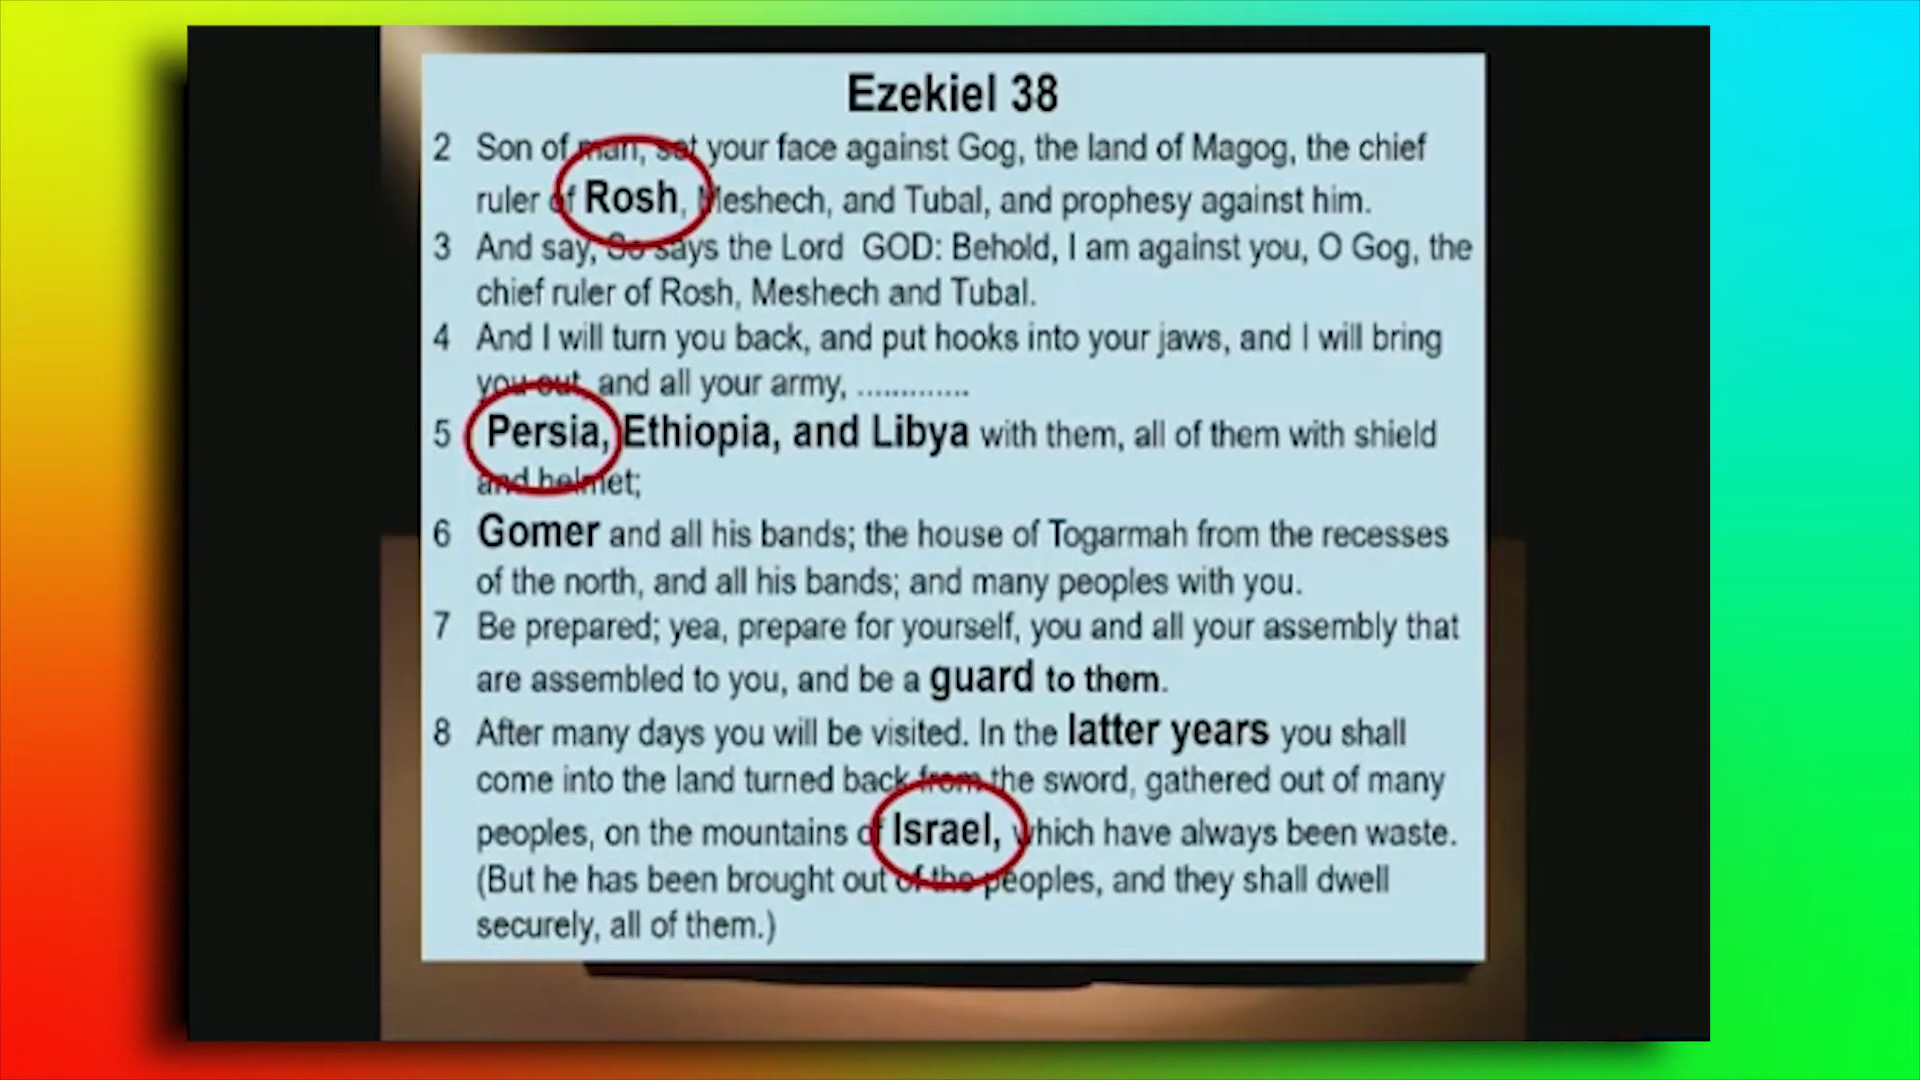 Ezekiel 38
2 Son of man, set your face against Gog, the land of Magog, the chief
ruler of Rosh, Meshech, and Tubal, and prophesy against him.
3 And say, So says the Lord GOD: Behold, I am against you, O Gog, the
chief ruler of Rosh, Meshech and Tubal.
4 And I will turn you back, and put hooks into your jaws, and I will bring
you out, and all your army, .............
5 Persia, Ethiopia, and Libya with them, all of them with shield
and helmet;
6 Gomer and all his bands; the house of Togarmah from the recesses
of the north, and all his bands; and many peoples with you.
7 Be prepared; yea, prepare for yourself, you and all your assembly that
are assembled to you, and be a guard to them.
8 After many days you will be visited. In the latter years you shall
come into the land turned back from the sword, gathered out of many
peoples, on the mountains of Israel, which have always been waste.
(But he has been brought out of the peoples, and they shall dwell
securely, all of them.)